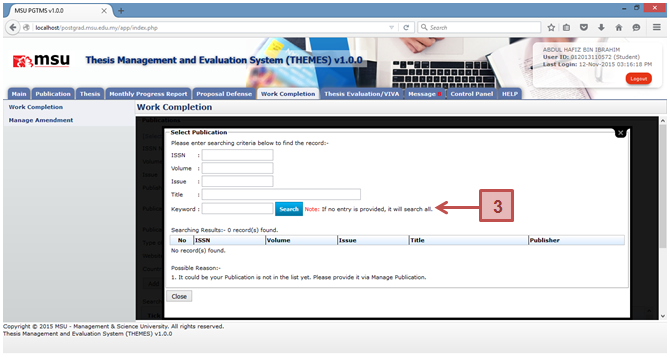 MSU PGTMS v1.0.0
localhost/postgrad.msu.edu.my/app/index.php
Search
msu
Thesis Management and Evaluation System (THEMES) v1.0.0
ABDUL HAFIZ BIN IBRAHIM
User ID: 012013110572 (Student)
Last Login: 12-Nov-2015 03:16:18 PM
Logout
Main Publication Thesis Monthly Progress Report Proposal Defense Work Completion Thesis Evaluation/VIVA Message Control Panel HELP
Work Completion
Manage Amendment
Work Completion
Select Publication
Please enter searching criteria below to find the record:-
ISSN :
Volume :
Issue :
Title :
Keyword : Search Note: If no entry is provided, it will search all.
3
Searching Results:- 0 record(s) found.
No ISSN Volume Issue Title Publisher
No record(s) found.
Possible Reason:-
1. It could be your Publication is not in the list yet. Please provide it via Manage Publication.
Close
Copyright © 2015 MSU - Management & Science University. All rights reserved.
Thesis Management and Evaluation System (THEMES) v1.0.0